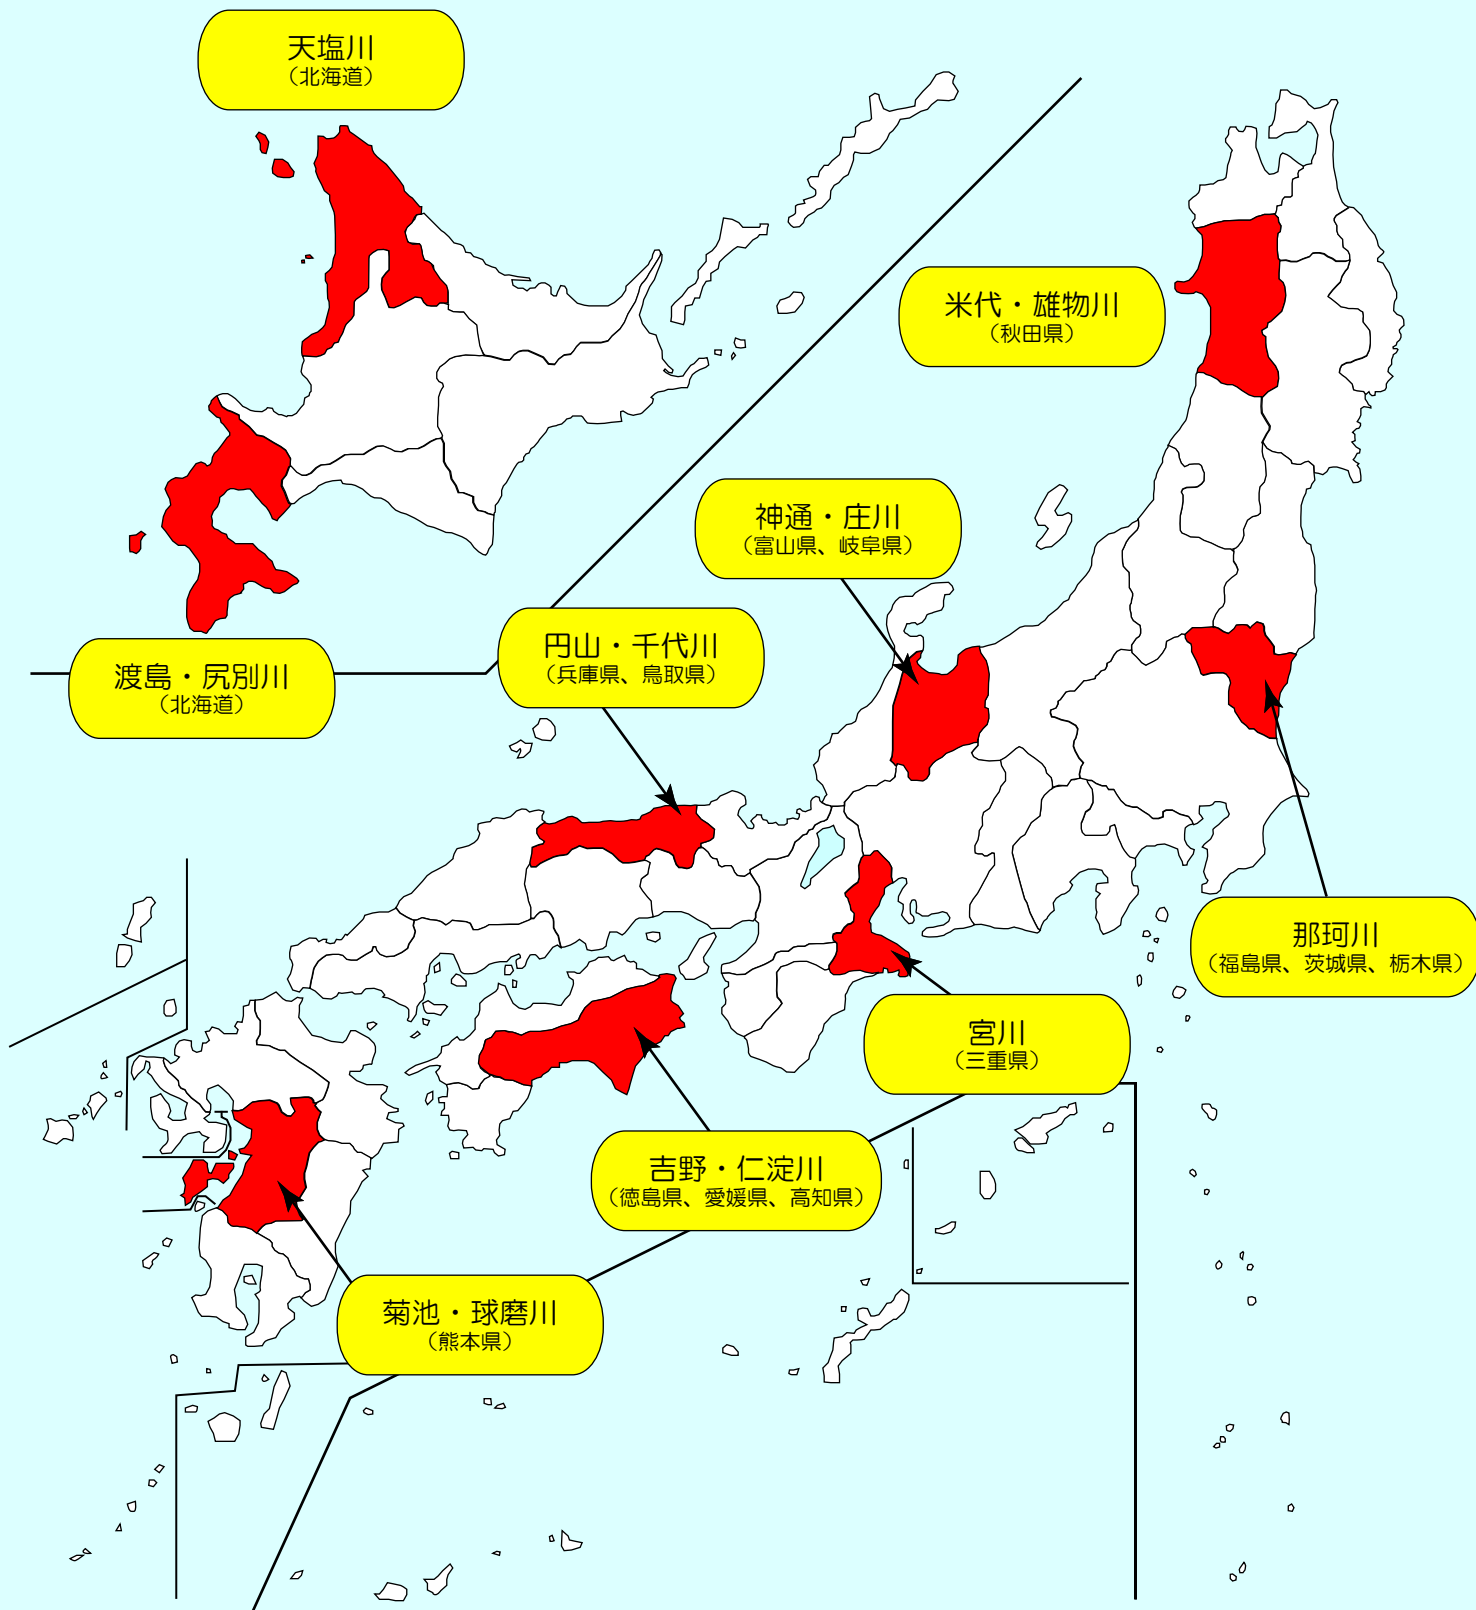 天塩川
（北海道）
米代・雄物川
（秋田県）
神通・庄川
（富山県、岐阜県）
円山・千代川
（兵庫県、鳥取県）
渡島・尻別川
（北海道）
那珂川
（福島県、茨城県、栃木県）
宮川
（三重県）
吉野・仁淀川
（徳島県、愛媛県、高知県）
菊池・球磨川
（熊本県）